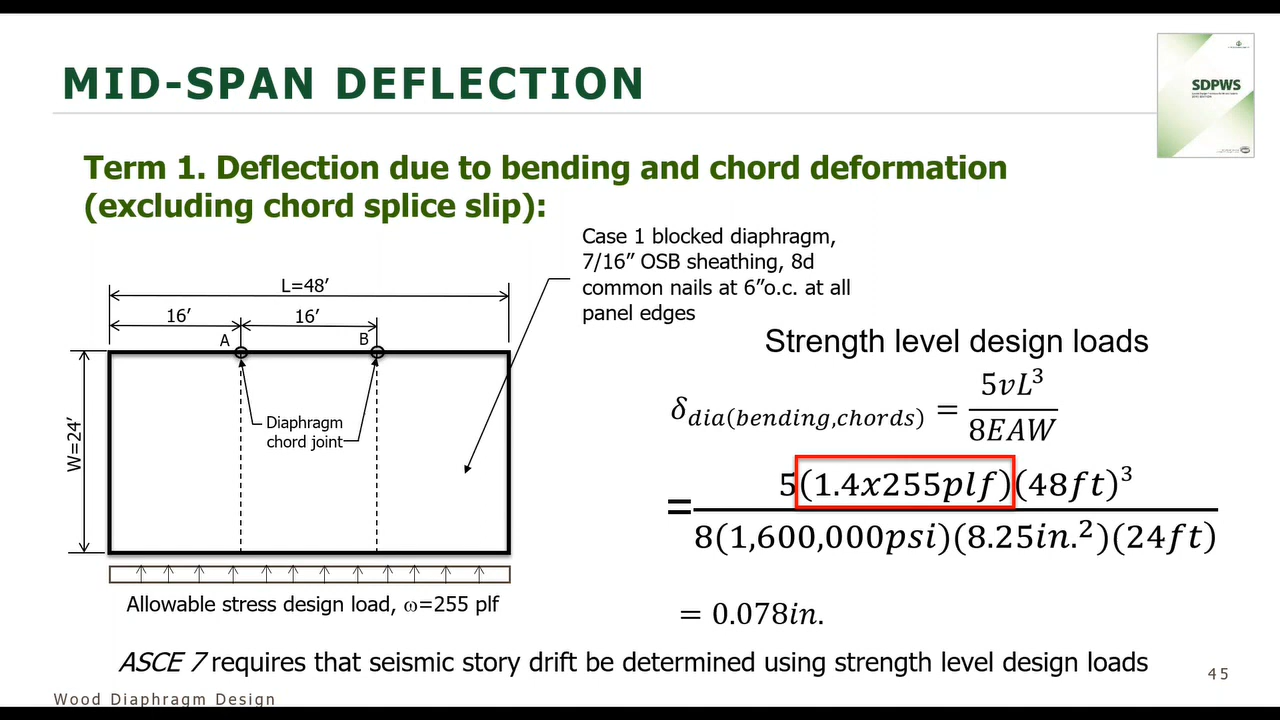 MID-SPAN DEFLECTION
SDPWS
Term 1. Deflection due to bending and chord deformation
(excluding chord splice slip):
Case 1 blocked diaphragm,
7/16” OSB sheathing, 8d
common nails at 6”o.c. at all
panel edges
L=48’
16’ 16’
A B
Diaphragm
chord joint
W=24’
Allowable stress design load, ω=255 plf
Strength level design loads
δdia(bending,chords) = 5vL³ / 8EAW
= 5(1.4x255plf)(48ft)³ / 8(1,600,000psi)(8.25in.²)(24ft)
= 0.078in.
ASCE 7 requires that seismic story drift be determined using strength level design loads
45
Wood Diaphragm Design